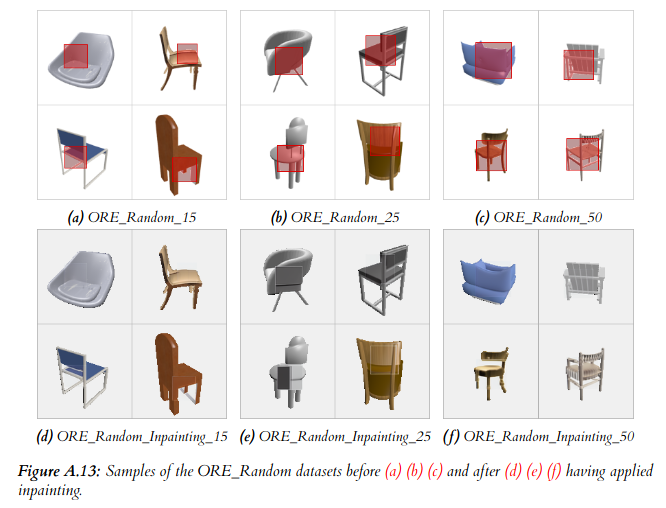 (a) ORE_Random_15
(b) ORE_Random_25
(c) ORE_Random_50
(d) ORE_Random_Inpainting_15
(e) ORE_Random_Inpainting_25
(f) ORE_Random_Inpainting_50
Figure A.13: Samples of the ORE_Random datasets before (a) (b) (c) and after (d) (e) (f) having applied
inpainting.